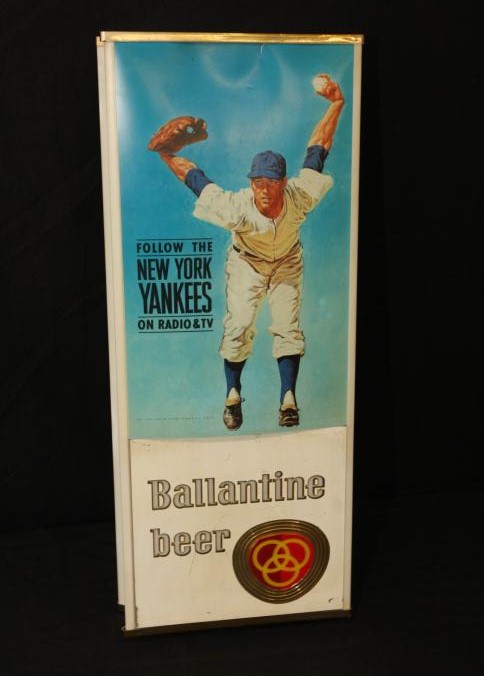 FOLLOW THE
NEW YORK
YANKEES
ON RADIO & TV
Ballantine
beer